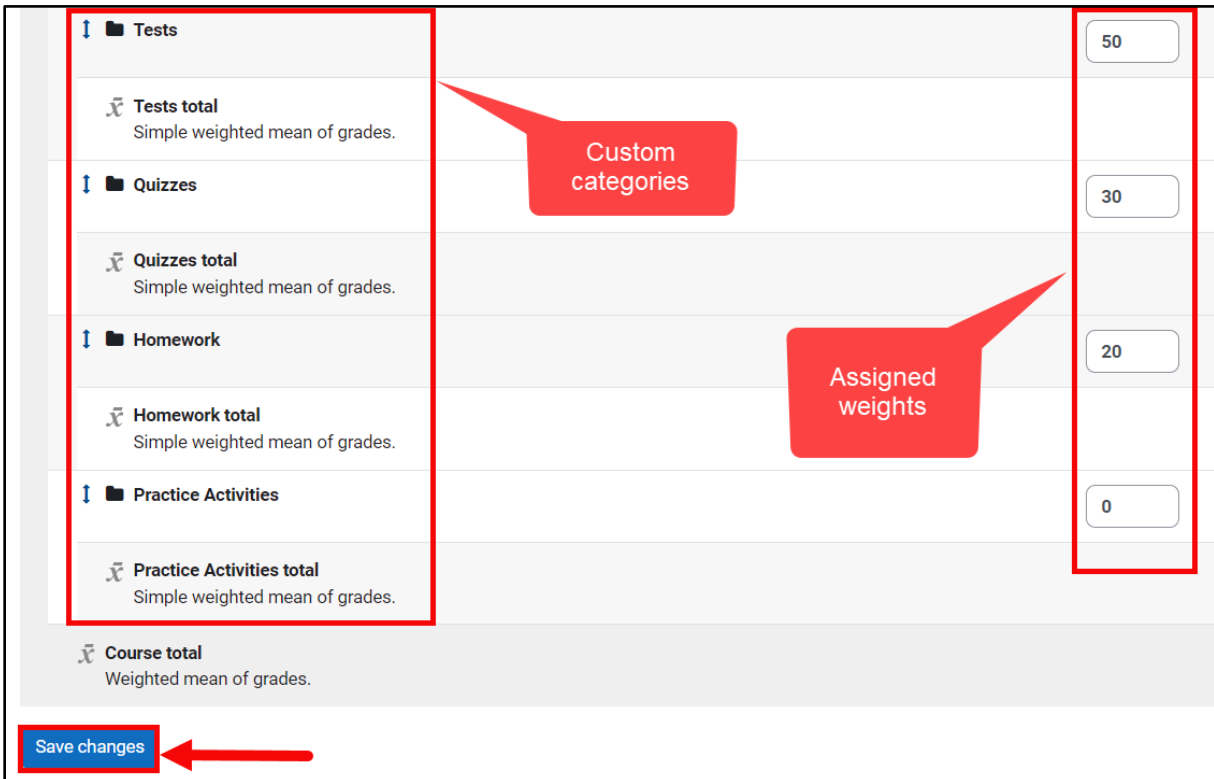 Tests
50
x̄ Tests total
Simple weighted mean of grades.
Custom
categories
Quizzes
30
x̄ Quizzes total
Simple weighted mean of grades.
Homework
20
Assigned
weights
x̄ Homework total
Simple weighted mean of grades.
Practice Activities
0
x̄ Practice Activities total
Simple weighted mean of grades.
x̄ Course total
Weighted mean of grades.
Save changes